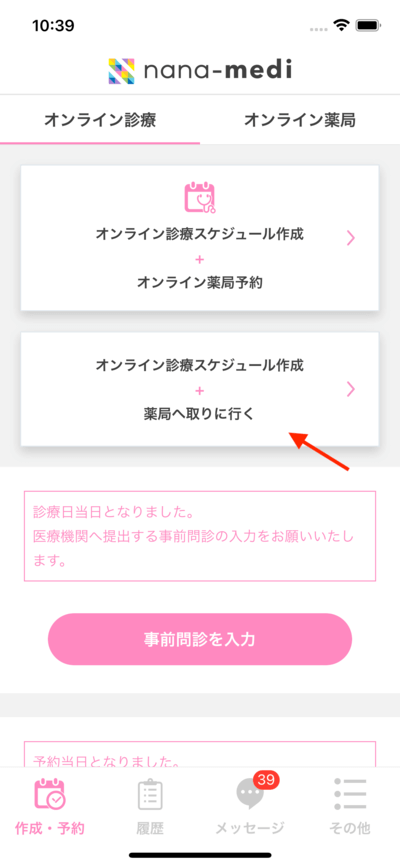 10:39
nana-medi
オンライン診療
オンライン薬局
オンライン診療スケジュール作成
+
オンライン薬局予約
オンライン診療スケジュール作成
+
薬局へ取りに行く
診療日当日となりました。
医療機関へ提出する事前問診の入力をお願いいたし
ます。
事前問診を入力
予約当日となりました。
39
作成・予約
履歴
メッセージ
その他